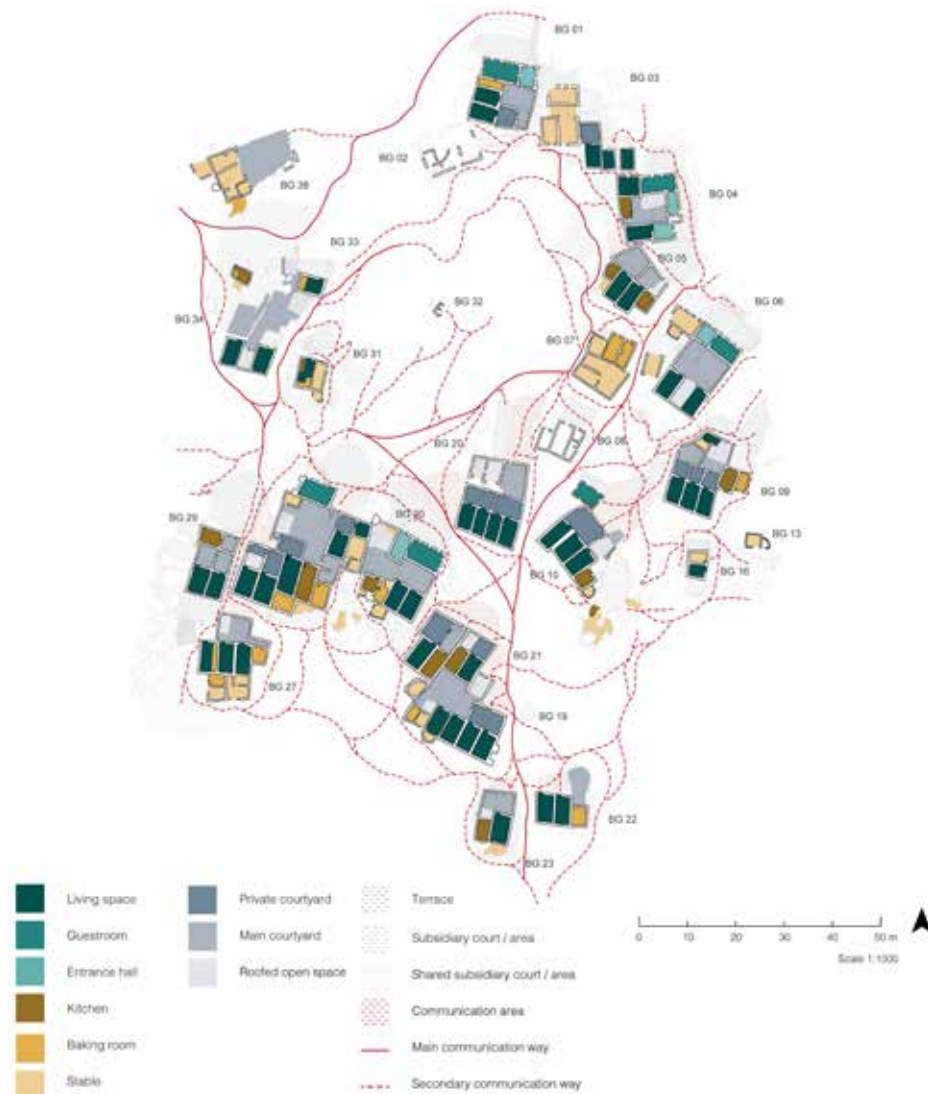 BG 01
BG 03
BG 02
BG 38
BG 04
BG 33
BG 05
BG 32
BG 06
BG 34
BG 07
BG 31
BG 20
BG 08
BG 09
BG 29
BG 13
BG 10
BG 16
BG 21
BG 27
BG 19
BG 22
BG 23
Living space
Guestroom
Entrance hall
Kitchen
Baking room
Stable
Private courtyard
Main courtyard
Roofed open space
Terrace
Subsidiary court / area
Shared subsidiary court / area
Communication area
Main communication way
Secondary communication way
0 10 20 30 40 50 m
Scale 1:1000